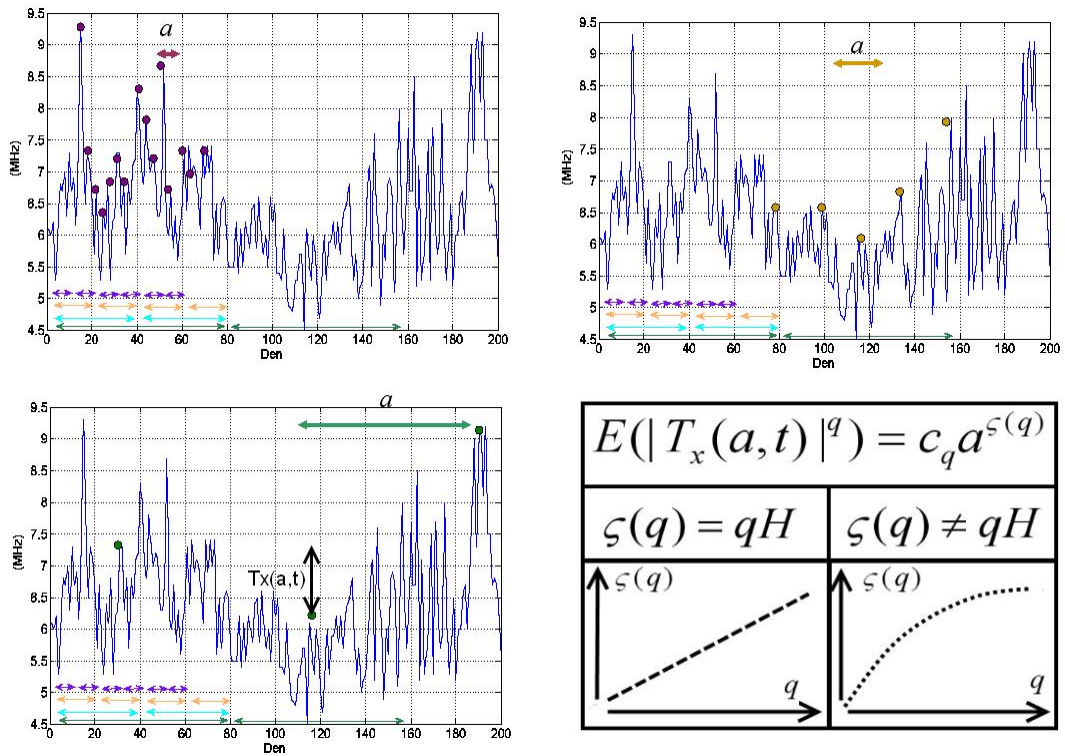 a
9.5
9
8.5
8
7.5
7
6.5
6
5.5
5
4.5
(MHz)
0 20 40 60 80 100 120 140 160 180 200
Den
a
9.5
9
8.5
8
7.5
7
6.5
6
5.5
5
4.5
(MHz)
0 20 40 60 80 100 120 140 160 180 200
Den
a
9.5
9
8.5
8
7.5
7
6.5
6
5.5
5
4.5
(MHz)
Tx(a,t)
0 20 40 60 80 100 120 140 160 180 200
Den
E(| T_x(a,t) |^q) = c_q a^{ς(q)}
ς(q) = qH
ς(q) ≠ qH
ς(q)
q
ς(q)
q